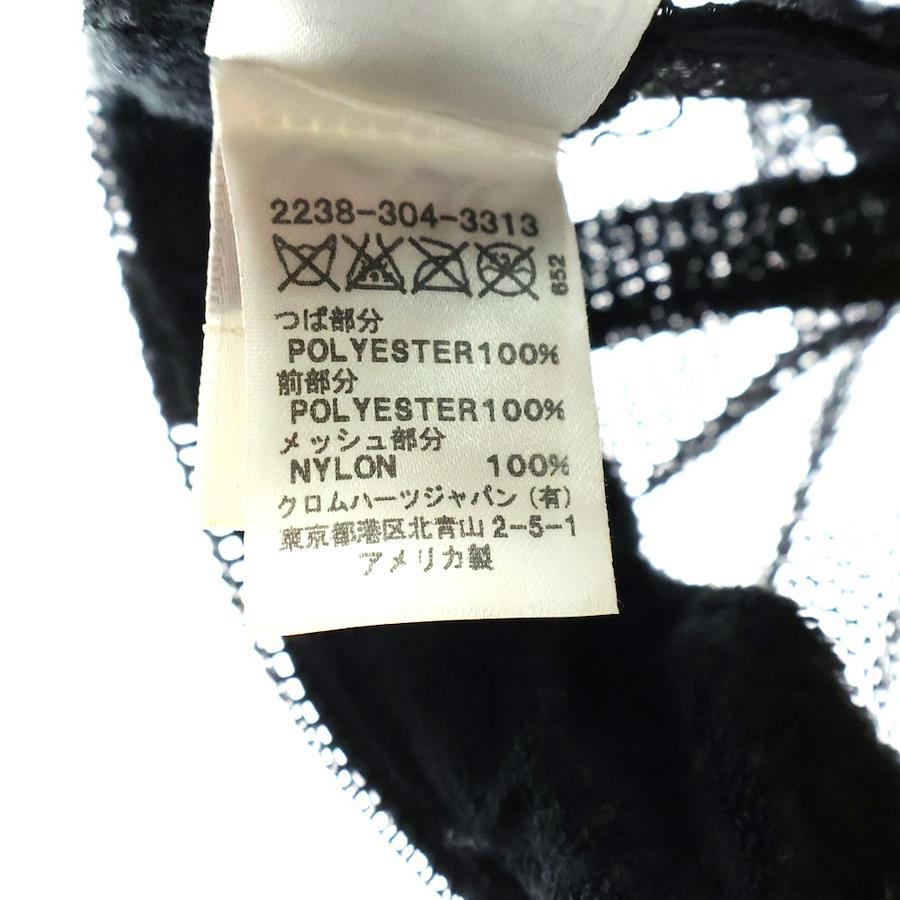 2238-304-3313
652
つば部分
POLYESTER100%
前部分
POLYESTER100%
メッシュ部分
NYLON 100%
クロムハーツジャパン(有)
東京都港区北青山2-5-1
アメリカ製